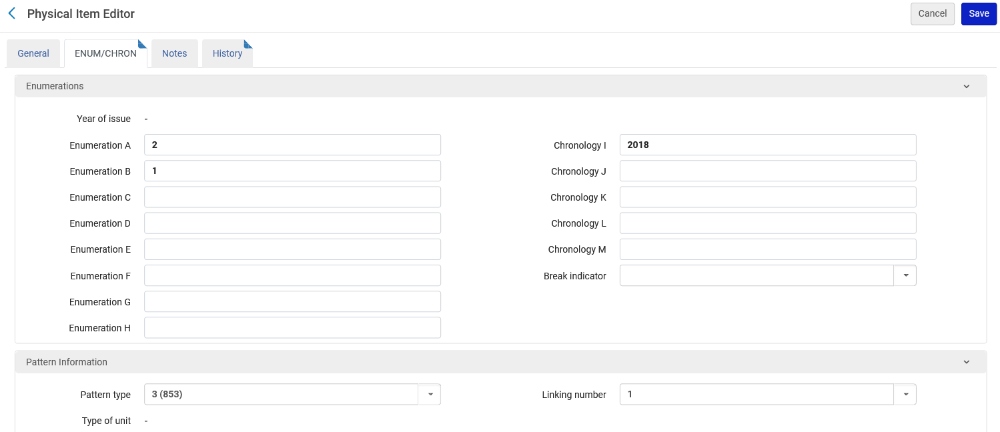 Physical Item Editor
Cancel Save
General ENUM/CHRON Notes History
Enumerations
Year of issue -
Enumeration A 2 Chronology I 2018
Enumeration B 1 Chronology J
Enumeration C Chronology K
Enumeration D Chronology L
Enumeration E Chronology M
Enumeration F Break indicator
Enumeration G
Enumeration H
Pattern Information
Pattern type 3 (853) Linking number 1
Type of unit -